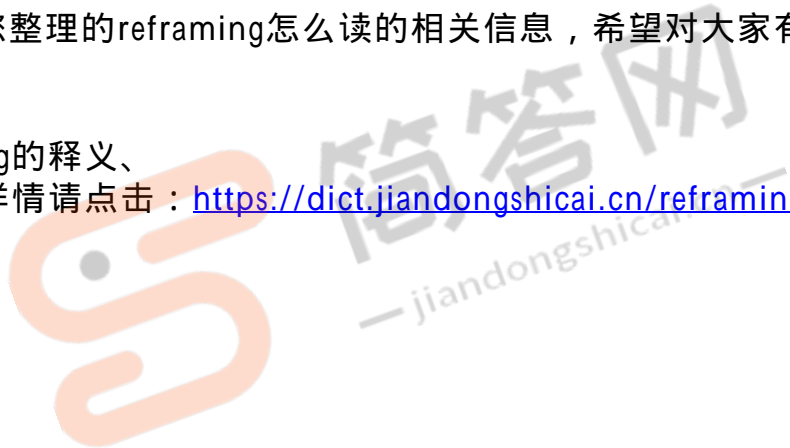 整理的reframing怎么读的相关信息，希望对大家有
g的释义、
详情请点击：https://dict.jiandongshicai.cn/reframin
简答网
jiandongshicai.cn